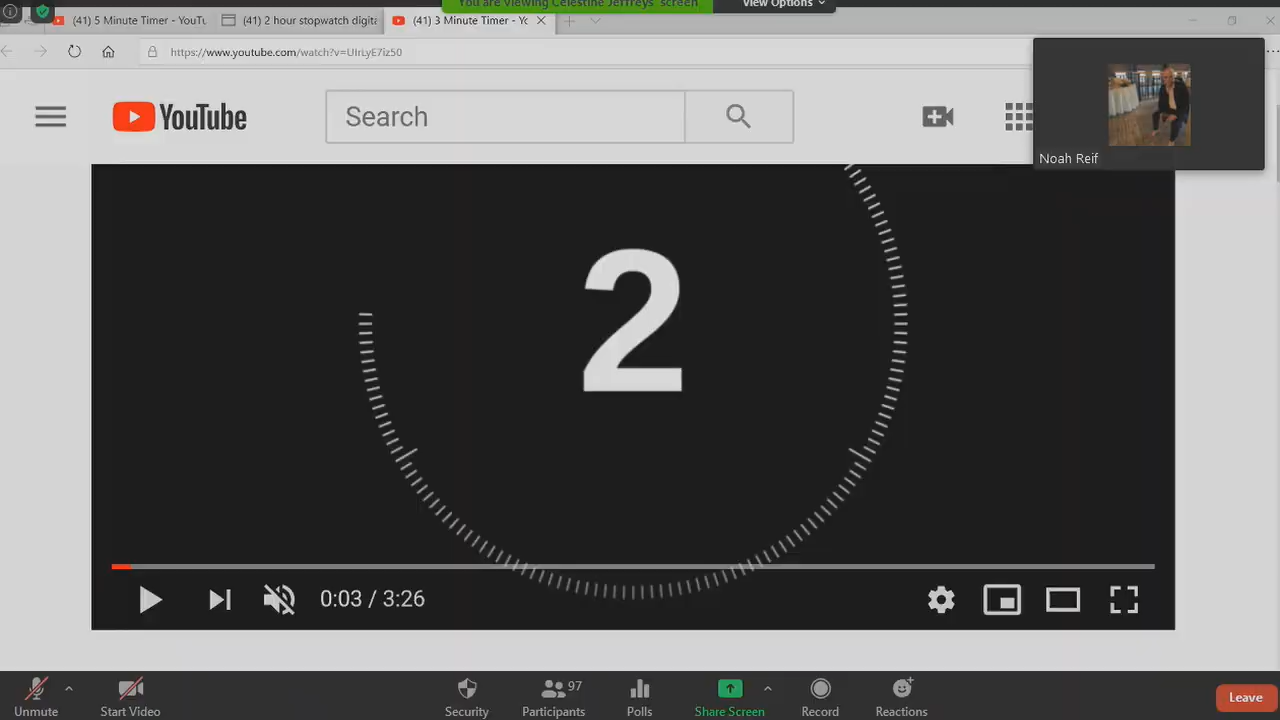 You are viewing Celestine Jeffreys' screen
View Options
(41) 5 Minute Timer - YouTu
(41) 2 hour stopwatch digita
(41) 3 Minute Timer - Yo
https://www.youtube.com/watch?v=UIrLyE7iz50
YouTube
Search
Noah Reif
2
0:03 / 3:26
97
Unmute
Start Video
Security
Participants
Polls
Share Screen
Record
Reactions
Leave